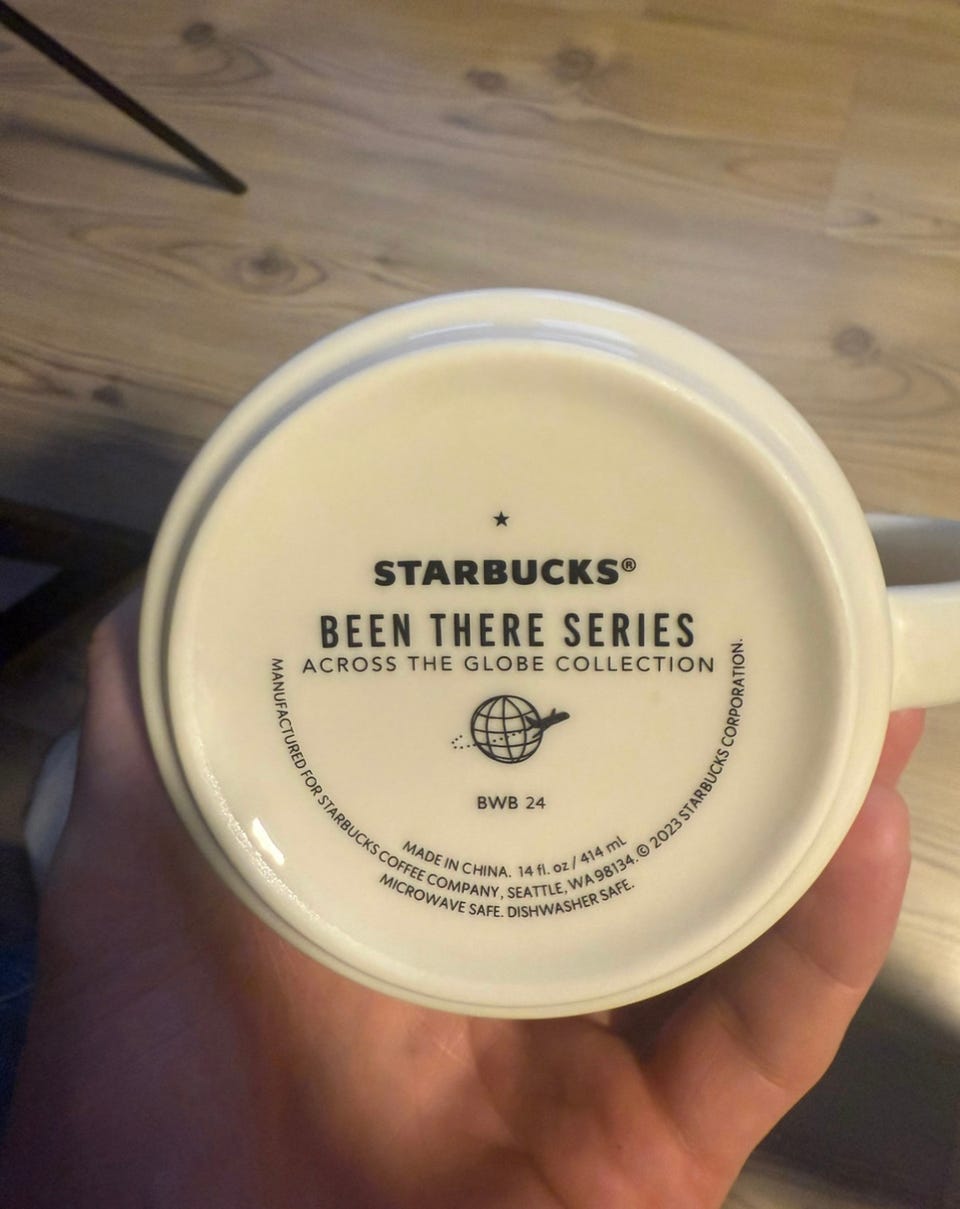 STARBUCKS®
BEEN THERE SERIES
ACROSS THE GLOBE COLLECTION
BWB 24
MADE IN CHINA. 14 fl. oz / 414 mL
MANUFACTURED FOR STARBUCKS COFFEE COMPANY, SEATTLE, WA 98134. © 2023 STARBUCKS CORPORATION.
MICROWAVE SAFE. DISHWASHER SAFE.